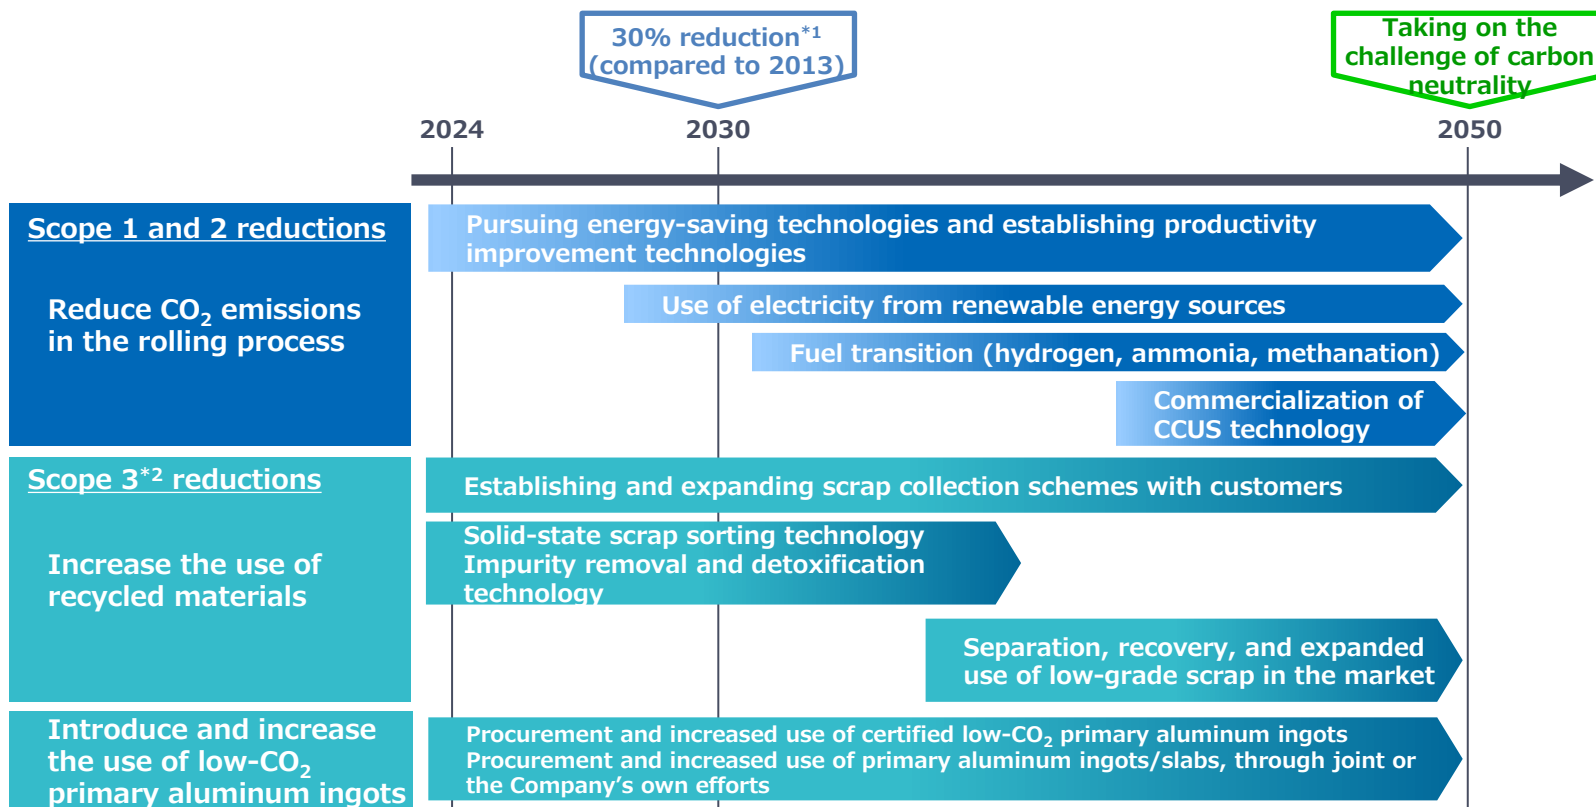 30% reduction*1
(compared to 2013)
Taking on the
challenge of carbon
neutrality
2024
2030
2050
Scope 1 and 2 reductions
Reduce CO2 emissions
in the rolling process
Pursuing energy-saving technologies and establishing productivity
improvement technologies
Use of electricity from renewable energy sources
Fuel transition (hydrogen, ammonia, methanation)
Commercialization of
CCUS technology
Scope 3*2 reductions
Increase the use of
recycled materials
Establishing and expanding scrap collection schemes with customers
Solid-state scrap sorting technology
Impurity removal and detoxification
technology
Separation, recovery, and expanded
use of low-grade scrap in the market
Introduce and increase
the use of low-CO2
primary aluminum ingots
Procurement and increased use of certified low-CO2 primary aluminum ingots
Procurement and increased use of primary aluminum ingots/slabs, through joint or
the Company’s own efforts